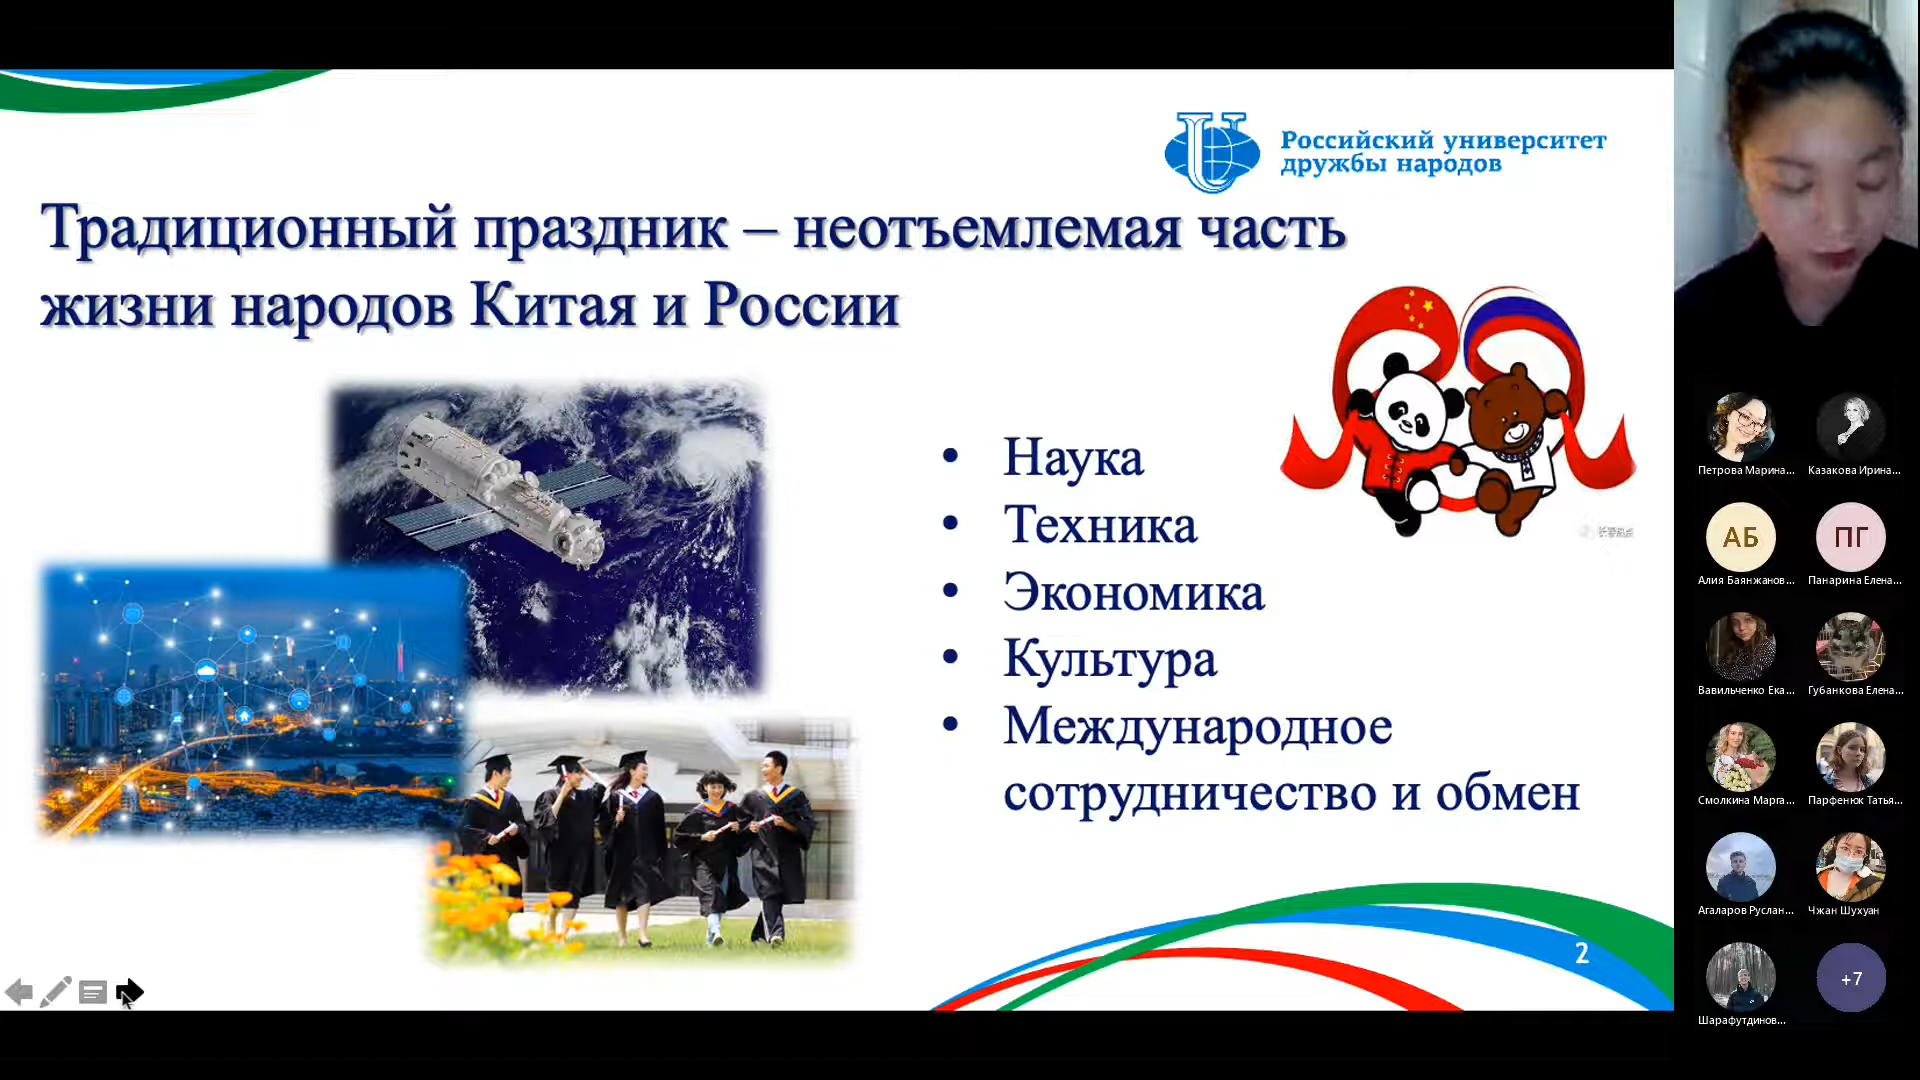 Российский университет
дружбы народов
Традиционный праздник – неотъемлемая часть
жизни народов Китая и России
• Наука
• Техника
• Экономика
• Культура
• Международное
сотрудничество и обмен
2
Петрова Марина...
Казакова Ирина...
АБ
ПГ
Алия Баянжанов...
Панарина Елена...
Вавильченко Ека...
Губанкова Елена...
Смолкина Марга...
Парфенюк Татья...
Агаларов Руслан...
Чжан Шухуан
+7
Шарафутдинов...